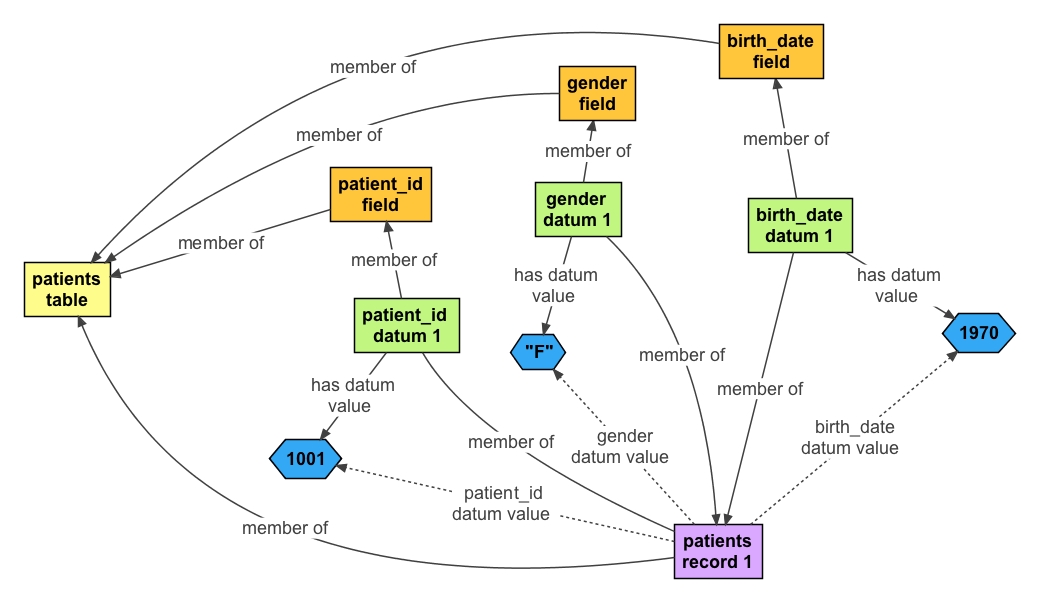 birth_date
field
member of
gender
field
member of
member of
member of
patient_id
field
gender
datum 1
birth_date
datum 1
member of
member of
patients
table
has datum
value
has datum
value
patient_id
datum 1
"F"
1970
member of
has datum
value
member of
member of
gender
datum value
birth_date
datum value
1001
patient_id
datum value
member of
patients
record 1